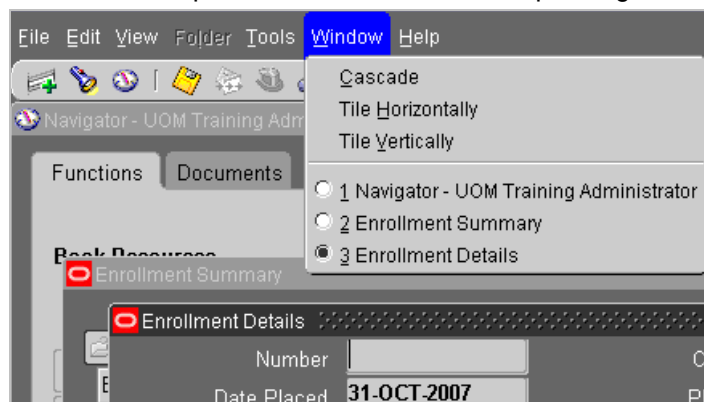 File Edit View Folder Tools Window Help
Cascade
Tile Horizontally
Tile Vertically
1 Navigator - UOM Training Administrator
2 Enrollment Summary
3 Enrollment Details
Navigator - UOM Training Adm
Functions Documents
Enrollment Summary
Enrollment Details
Number
Date Placed 31-OCT-2007